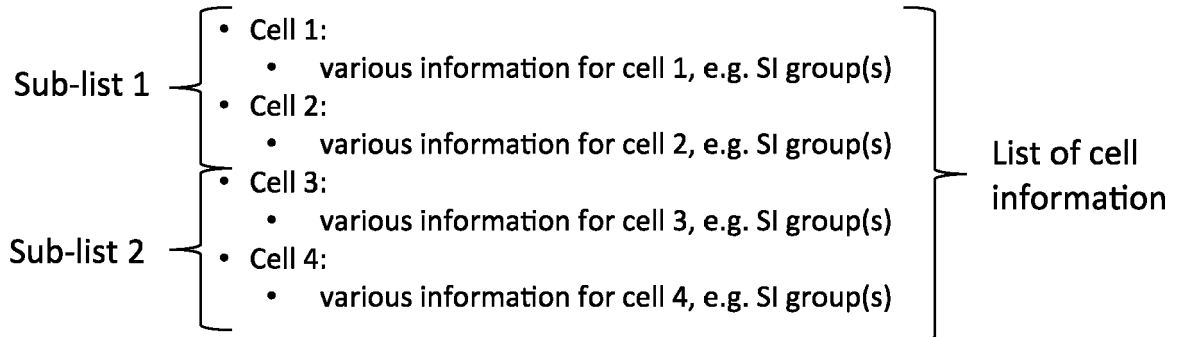 Sub-list 1
• Cell 1:
• various information for cell 1, e.g. SI group(s)
• Cell 2:
• various information for cell 2, e.g. SI group(s)
Sub-list 2
• Cell 3:
• various information for cell 3, e.g. SI group(s)
• Cell 4:
• various information for cell 4, e.g. SI group(s)
List of cell
information